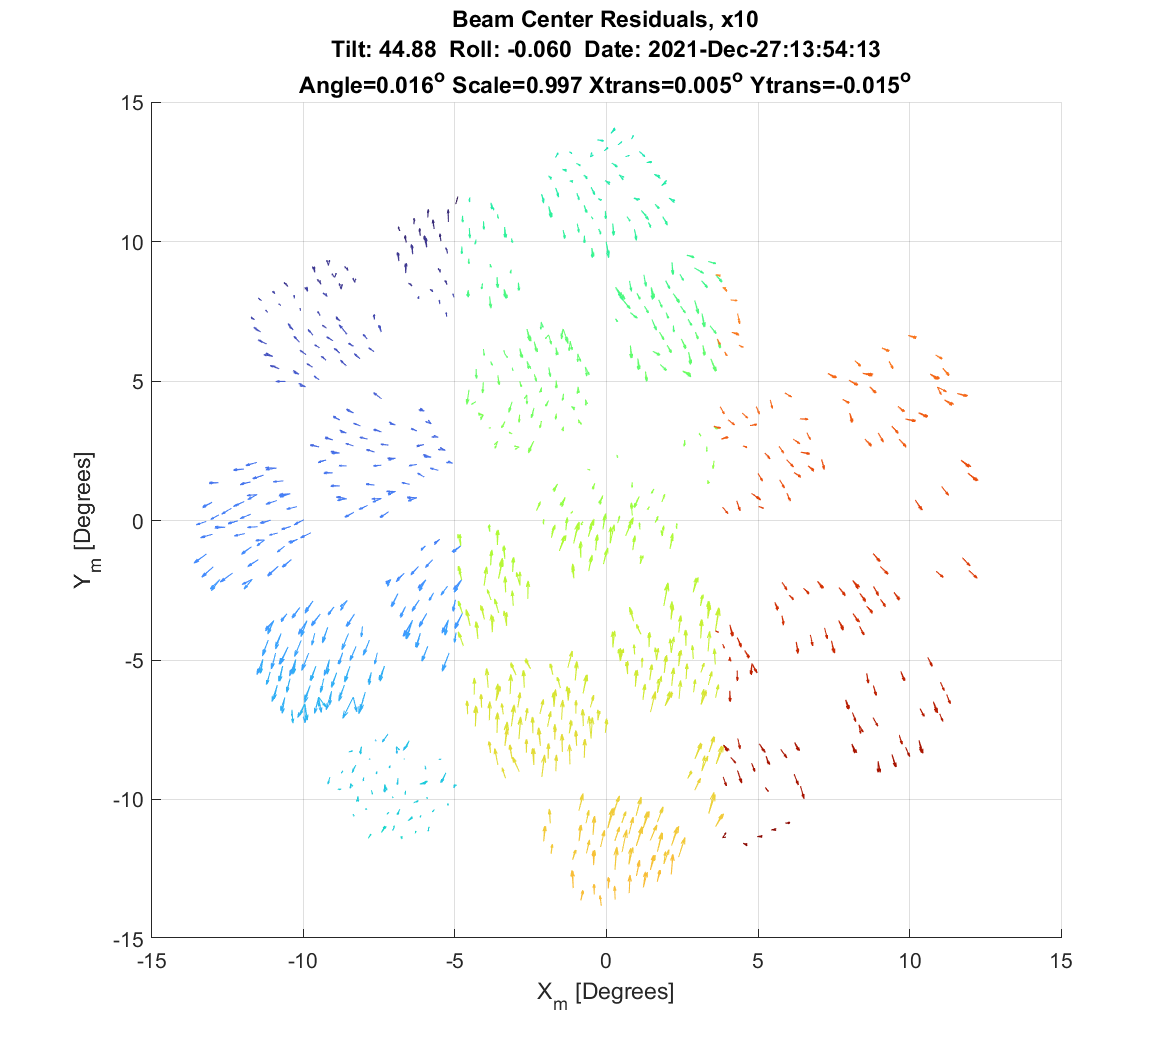 Beam Center Residuals, x10
Tilt: 44.88 Roll: -0.060 Date: 2021-Dec-27:13:54:13
Angle=0.016° Scale=0.997 Xtrans=0.005° Ytrans=-0.015°
15
10
5
0
-5
-10
-15
Y_m [Degrees]
-15 -10 -5 0 5 10 15
X_m [Degrees]